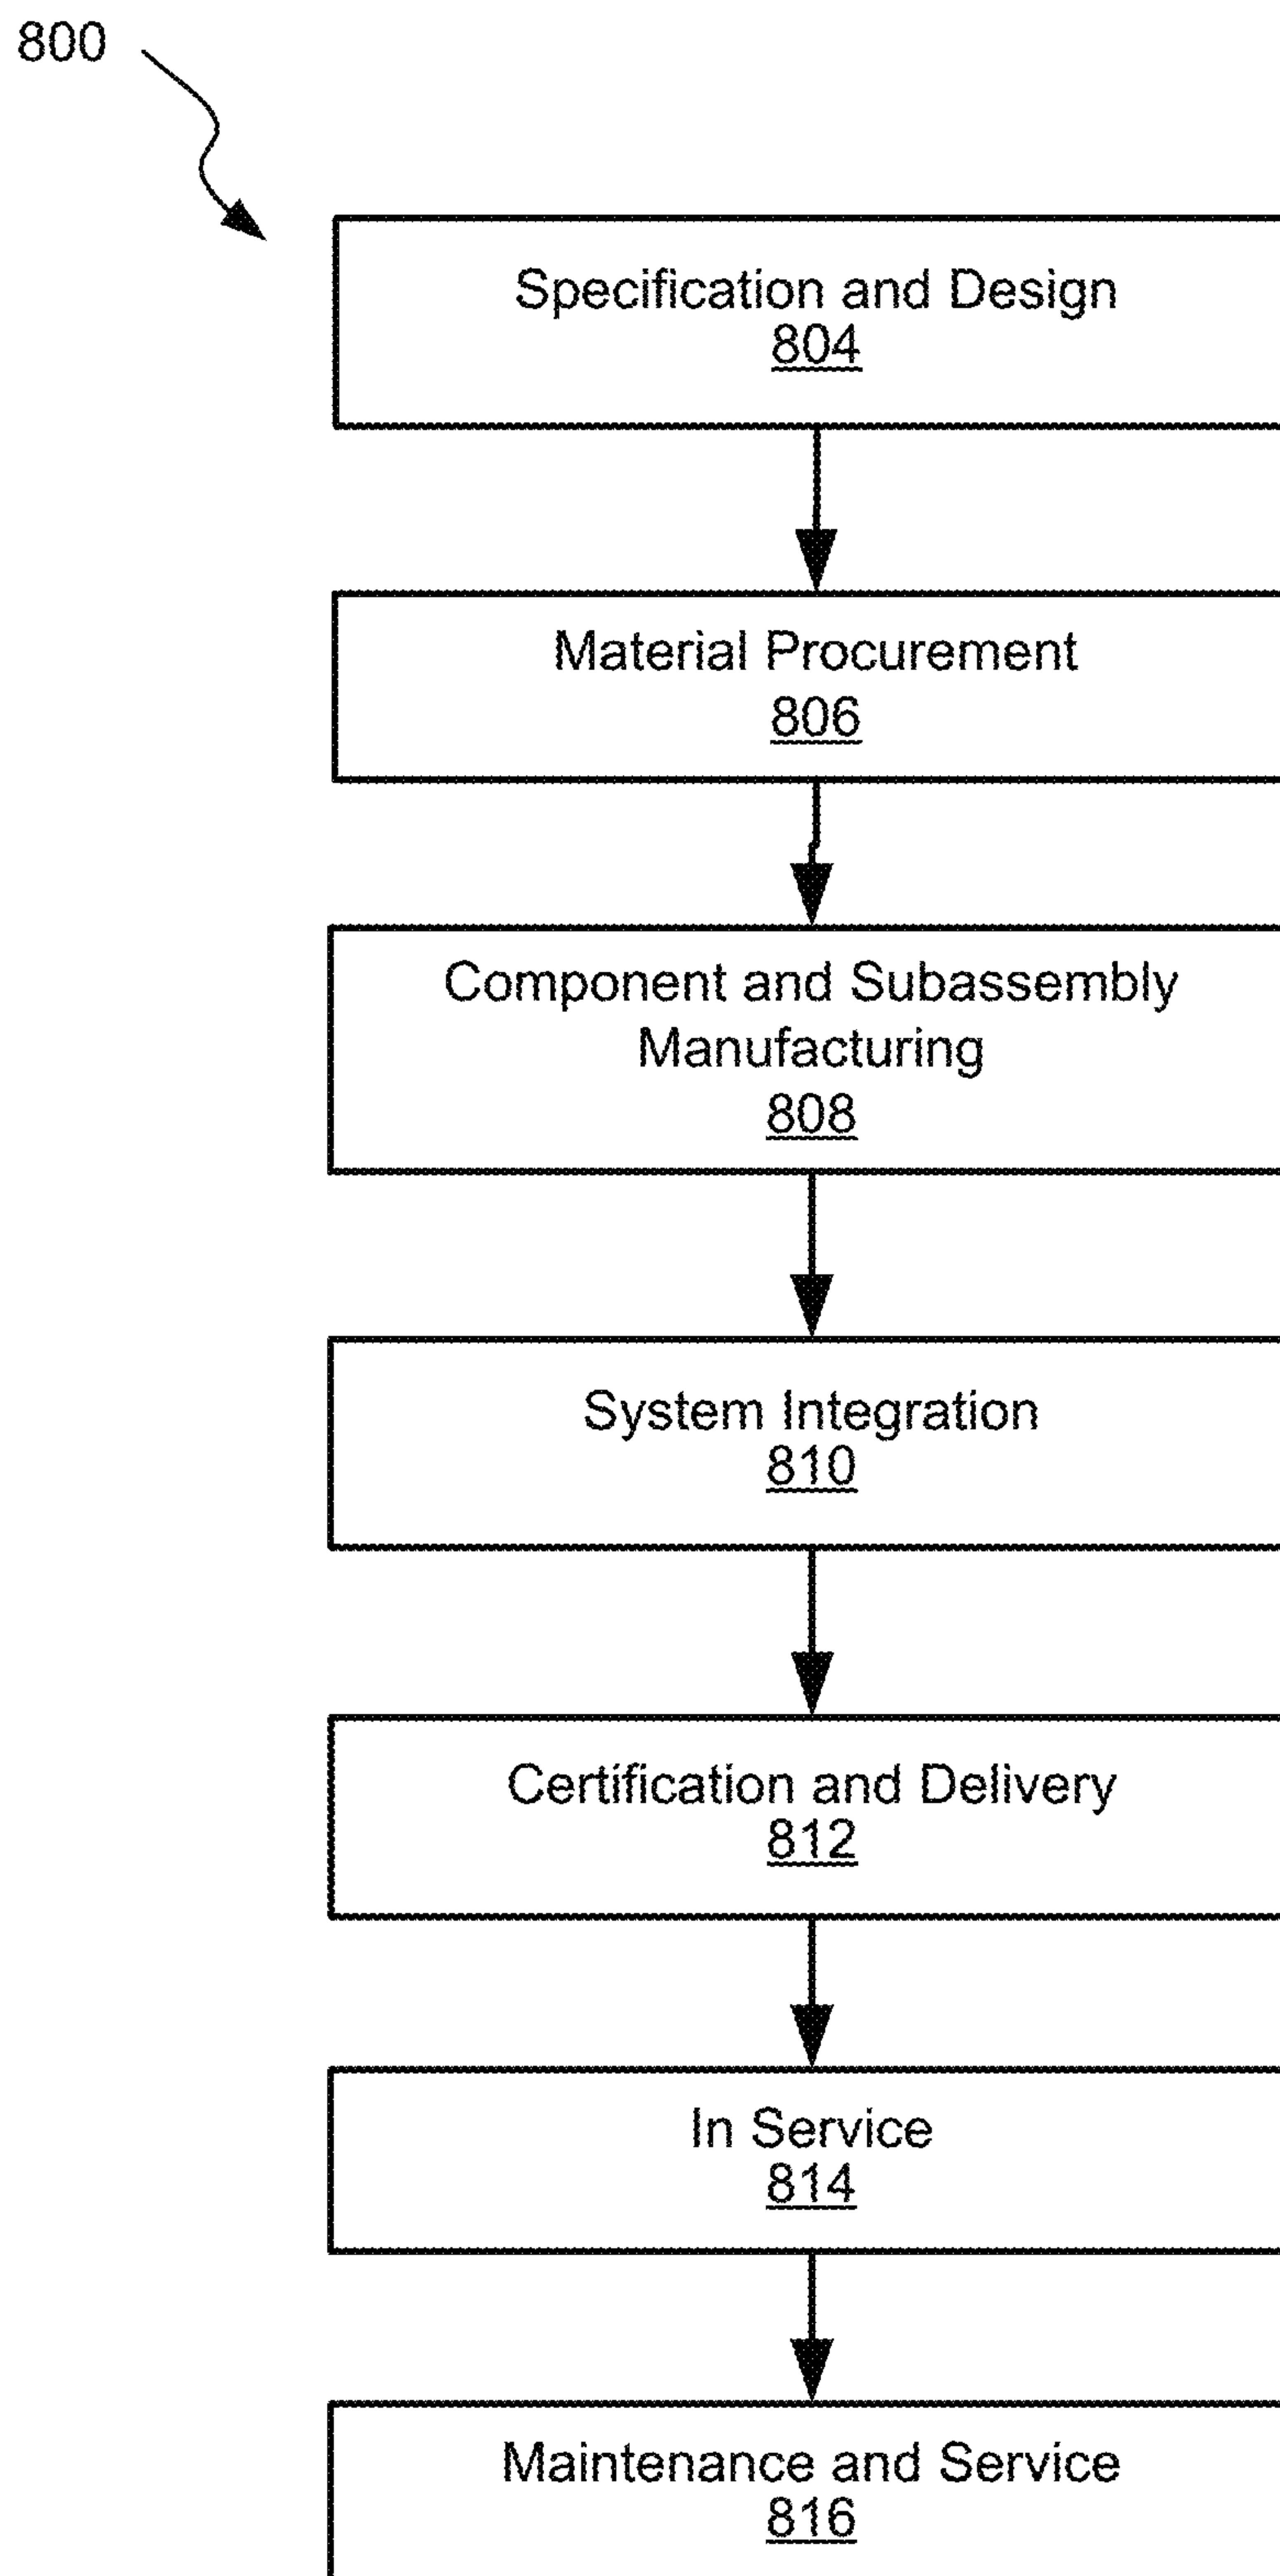 800
Specification and Design
804
Material Procurement
806
Component and Subassembly
Manufacturing
808
System Integration
810
Certification and Delivery
812
In Service
814
Maintenance and Service
816